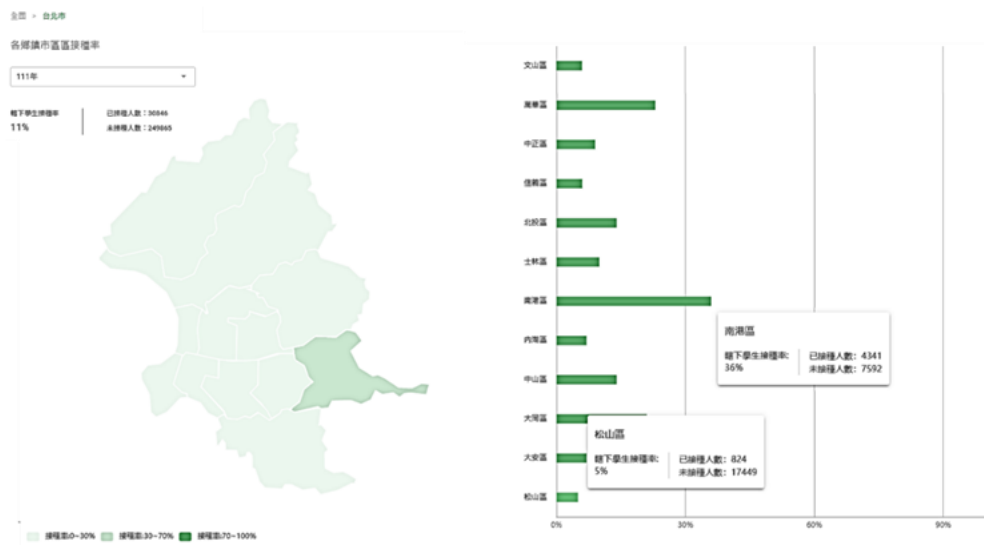 全國 > 台北市
各鄉鎮市區區接種率
111年
轄下學生接種率
11%
已接種人數：30846
未接種人數：249865
接種率:0~30%
接種率:30~70%
接種率:70~100%
文山區
萬華區
中正區
信義區
北投區
士林區
南港區
內湖區
中山區
大同區
大安區
松山區
南港區
轄下學生接種率:
36%
已接種人數：4341
未接種人數：7592
松山區
轄下學生接種率:
5%
已接種人數：824
未接種人數：17449
0%
30%
60%
90%